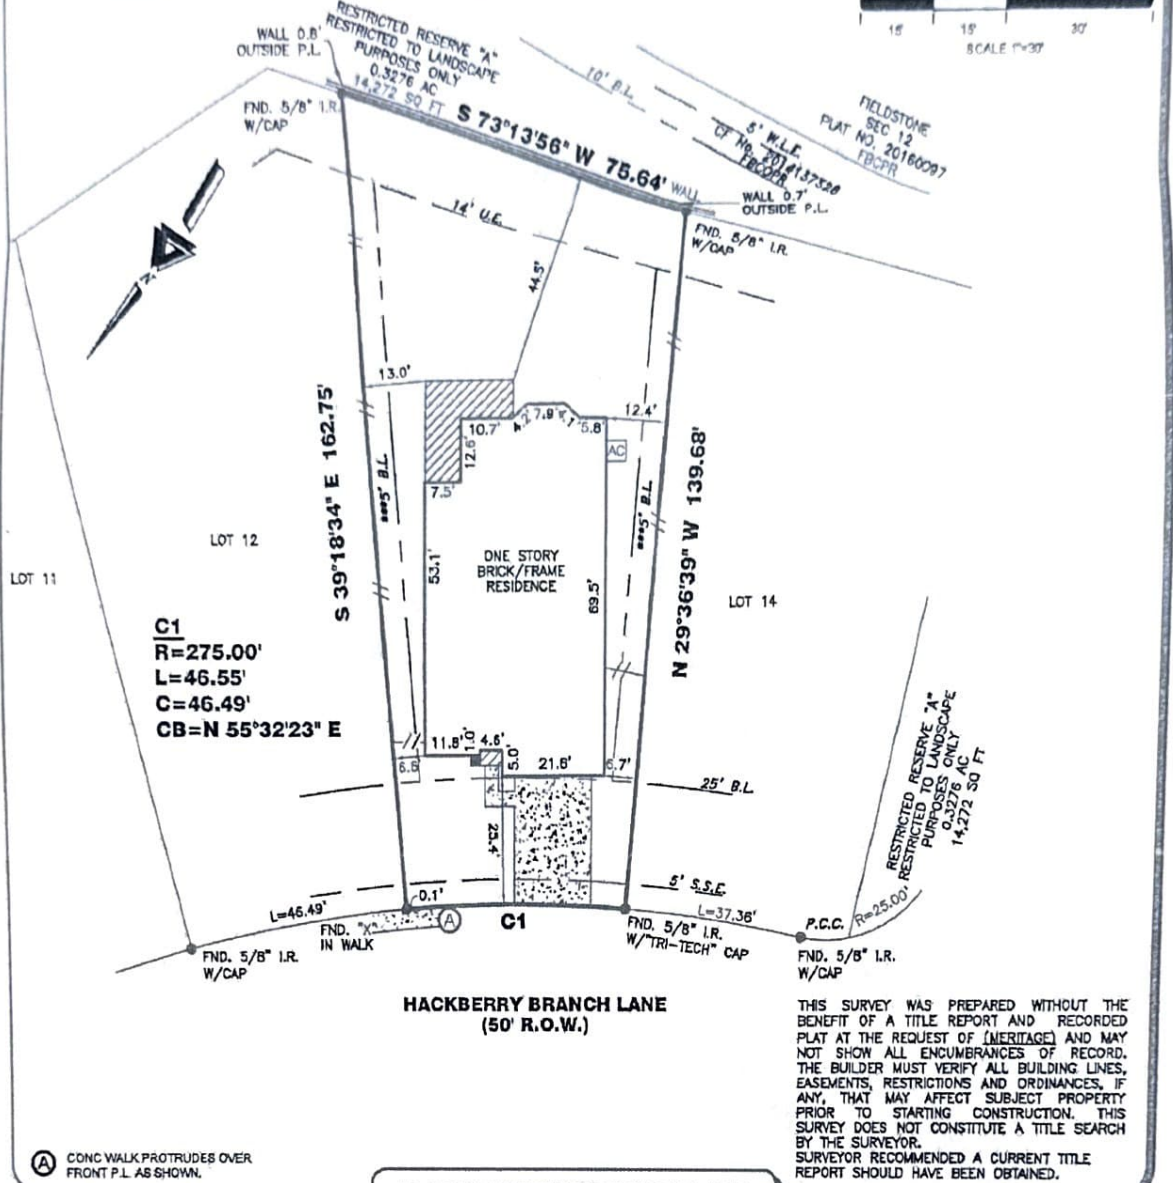 15'
15'
30'
SCALE 1"=30'
WALL 0.8'
OUTSIDE P.L.
RESTRICTED RESERVE "A"
RESTRICTED TO LANDSCAPE
PURPOSES ONLY
0.3276 AC
14,272 SQ FT
FND. 5/8" I.R.
W/CAP
S 73°13'56" W 75.64'
WALL
10' B.L.
5' W.L.E.
CF No. 2014137528
FBCOPR
FIELDSTONE
SEC 12
PLAT NO. 20160097
FBCPR
WALL 0.7'
OUTSIDE P.L.
FND. 5/8" I.R.
W/CAP
14' U.E.
N
44.5'
13.0'
10.7'
7.9'
5.8'
12.4'
12.6'
AC
7.5'
S 39°18'34" E 162.75'
***5' B.L.
53.1'
ONE STORY
BRICK/FRAME
RESIDENCE
69.5'
***5' B.L.
N 29°36'39" W 139.68'
LOT 12
LOT 11
LOT 14
C1
R=275.00'
L=46.55'
C=46.49'
CB=N 55°32'23" E
11.8'
1.0'
4.6'
5.0'
21.6'
6.7'
6.6
25' B.L.
25.4'
RESTRICTED RESERVE "A"
RESTRICTED TO LANDSCAPE
PURPOSES ONLY
0.3276 AC
14,272 SQ FT
5' S.S.E.
0.1'
L=46.49'
FND. "X"
IN WALK
A
C1
L=37.36'
P.C.C.
R=25.00'
FND. 5/8" I.R.
W/CAP
FND. 5/8" I.R.
W/"TRI-TECH" CAP
FND. 5/8" I.R.
W/CAP
HACKBERRY BRANCH LANE
(50' R.O.W.)
THIS SURVEY WAS PREPARED WITHOUT THE
BENEFIT OF A TITLE REPORT AND RECORDED
PLAT AT THE REQUEST OF (MERITAGE) AND MAY
NOT SHOW ALL ENCUMBRANCES OF RECORD.
THE BUILDER MUST VERIFY ALL BUILDING LINES,
EASEMENTS, RESTRICTIONS AND ORDINANCES, IF
ANY, THAT MAY AFFECT SUBJECT PROPERTY
PRIOR TO STARTING CONSTRUCTION. THIS
SURVEY DOES NOT CONSTITUTE A TITLE SEARCH
BY THE SURVEYOR.
SURVEYOR RECOMMENDED A CURRENT TITLE
REPORT SHOULD HAVE BEEN OBTAINED.
A CONC WALK PROTRUDES OVER
FRONT P.L. AS SHOWN.